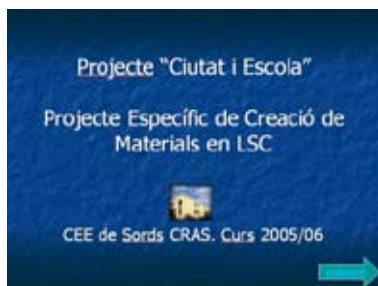 Projecte “Ciutat i Escola”
Projecte Específic de Creació de
Materials en LSC
CEE de Sords CRAS. Curs 2005/06